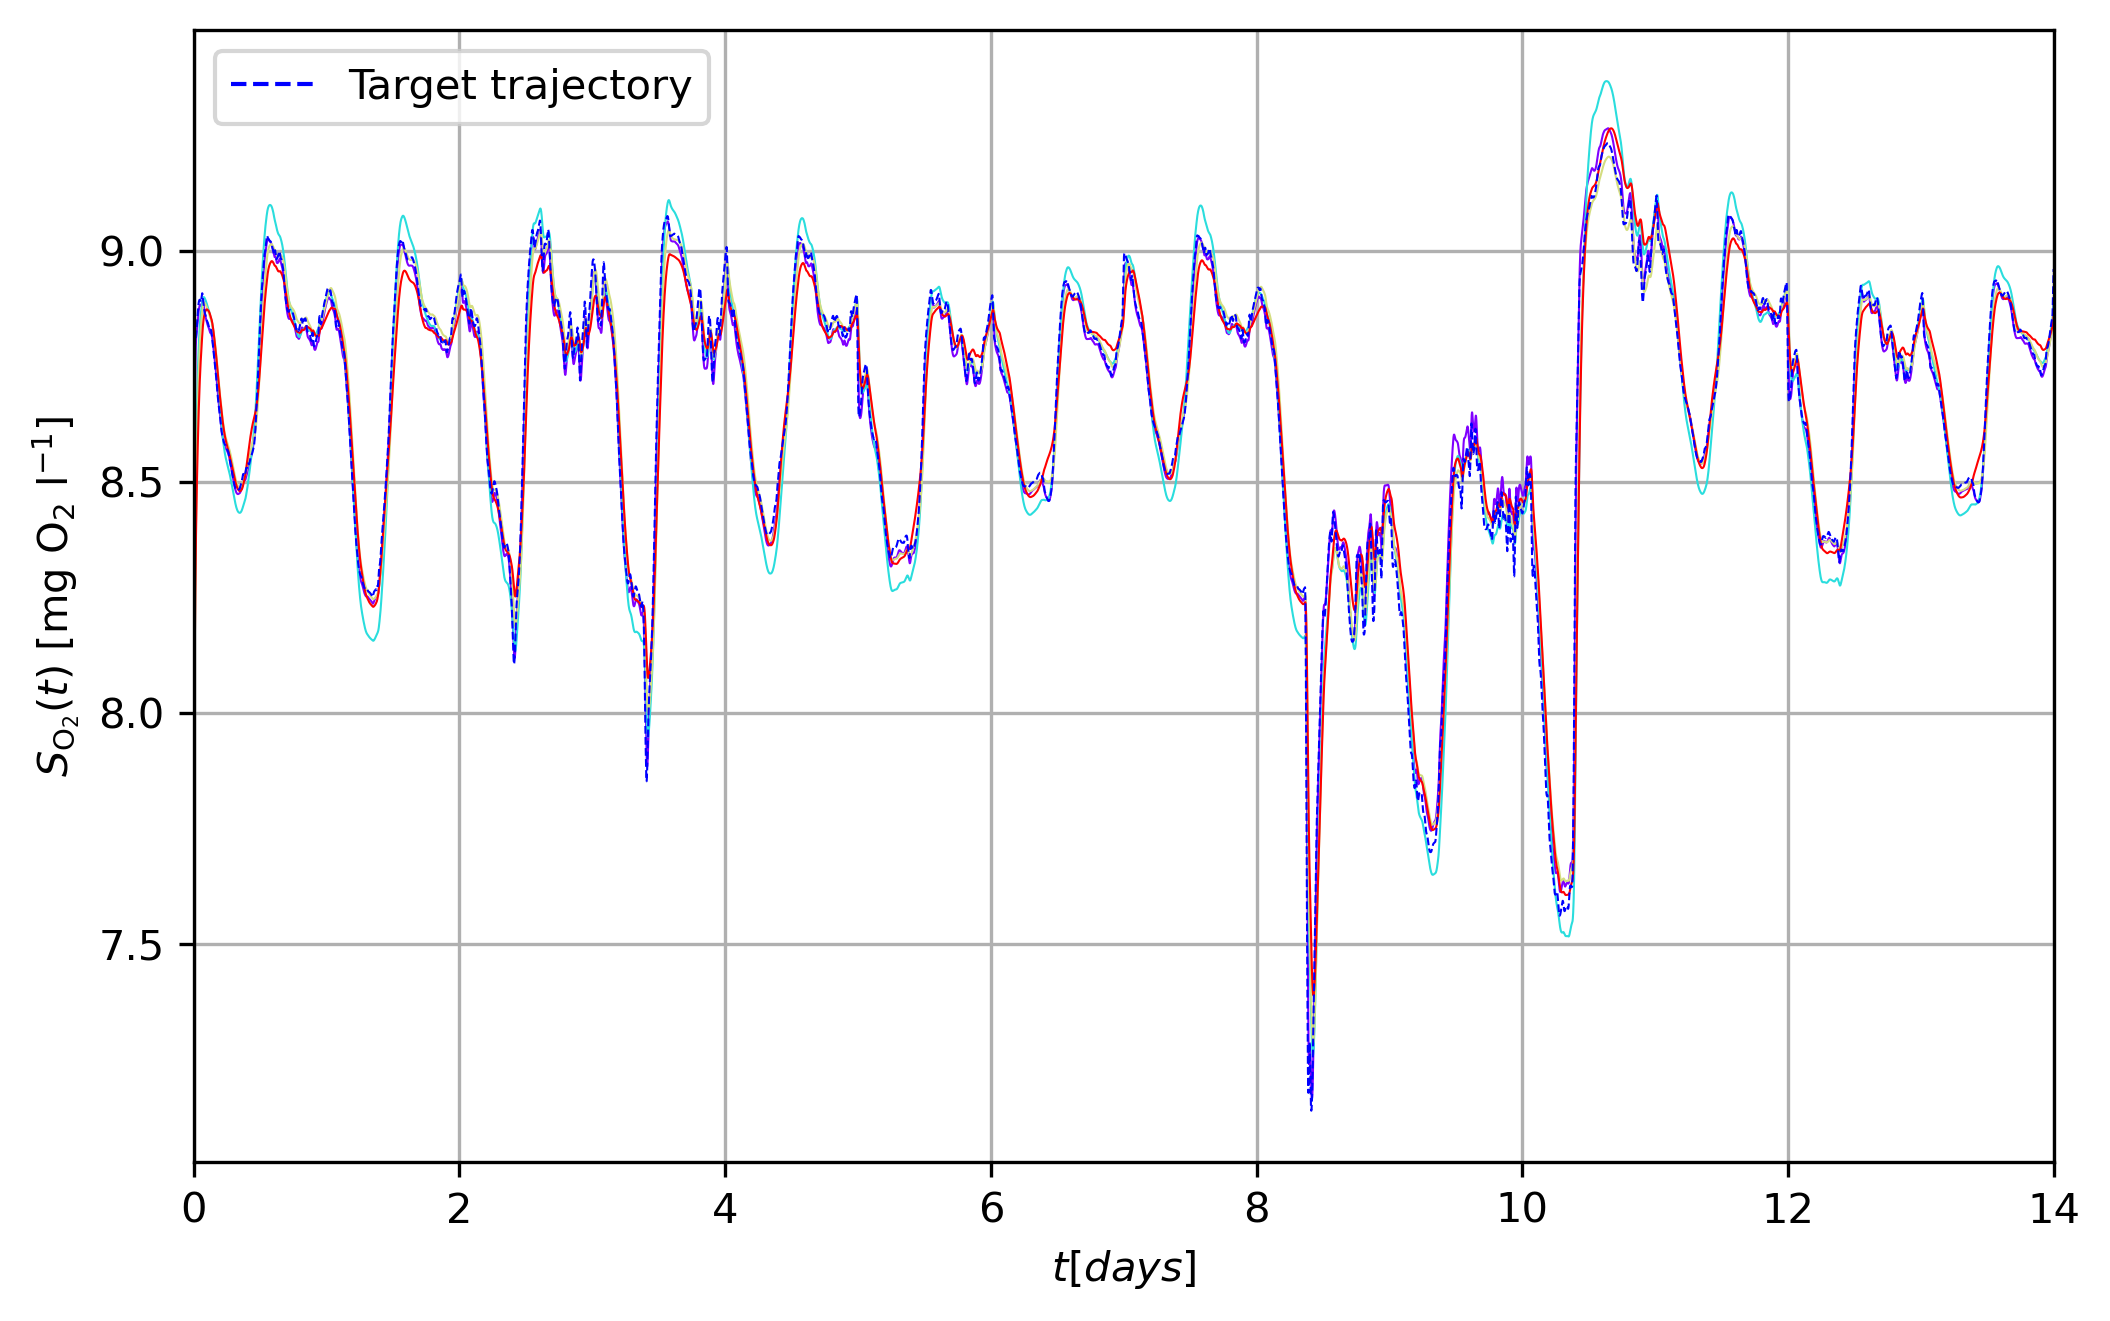 Target trajectory
9.0
8.5
8.0
7.5
S_{O_2}(t) [mg O_2 l^{-1}]
0 2 4 6 8 10 12 14
t[days]